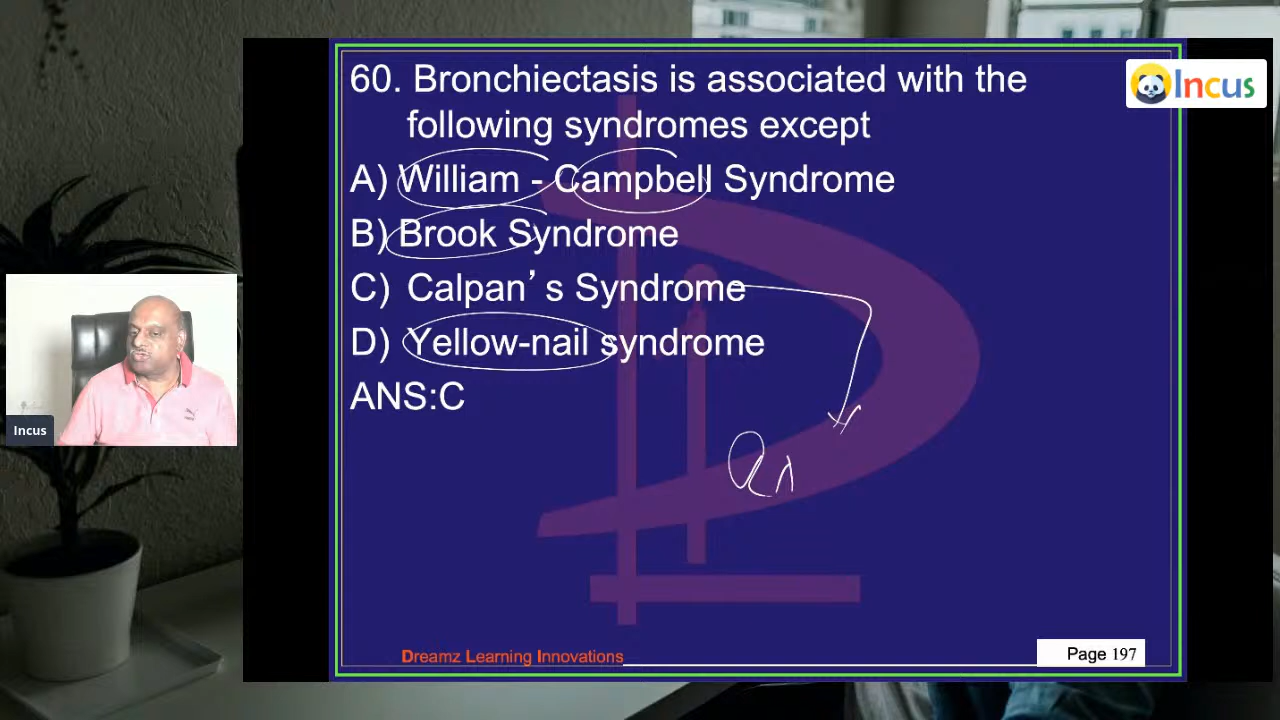 60. Bronchiectasis is associated with the
following syndromes except
A) William - Campbell Syndrome
B) Brook Syndrome
C) Calpan’s Syndrome
D) Yellow-nail syndrome
ANS:C
Incus
Incus
Dreamz Learning Innovations
Page 197